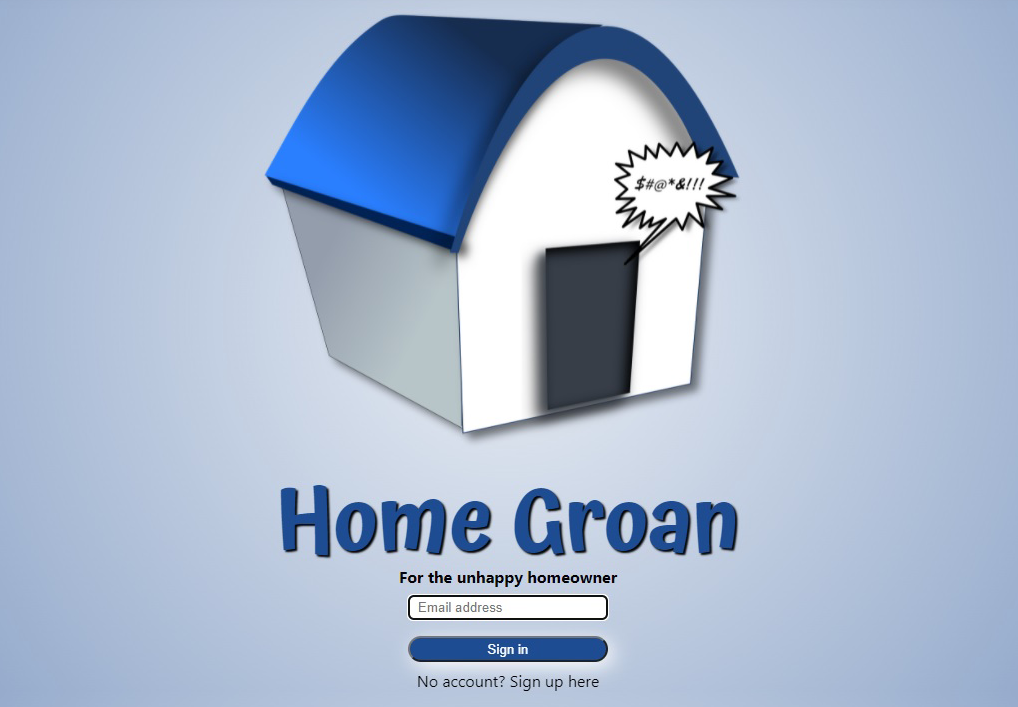 $#@*&!!!
Home Groan
For the unhappy homeowner
Email address
Sign in
No account? Sign up here